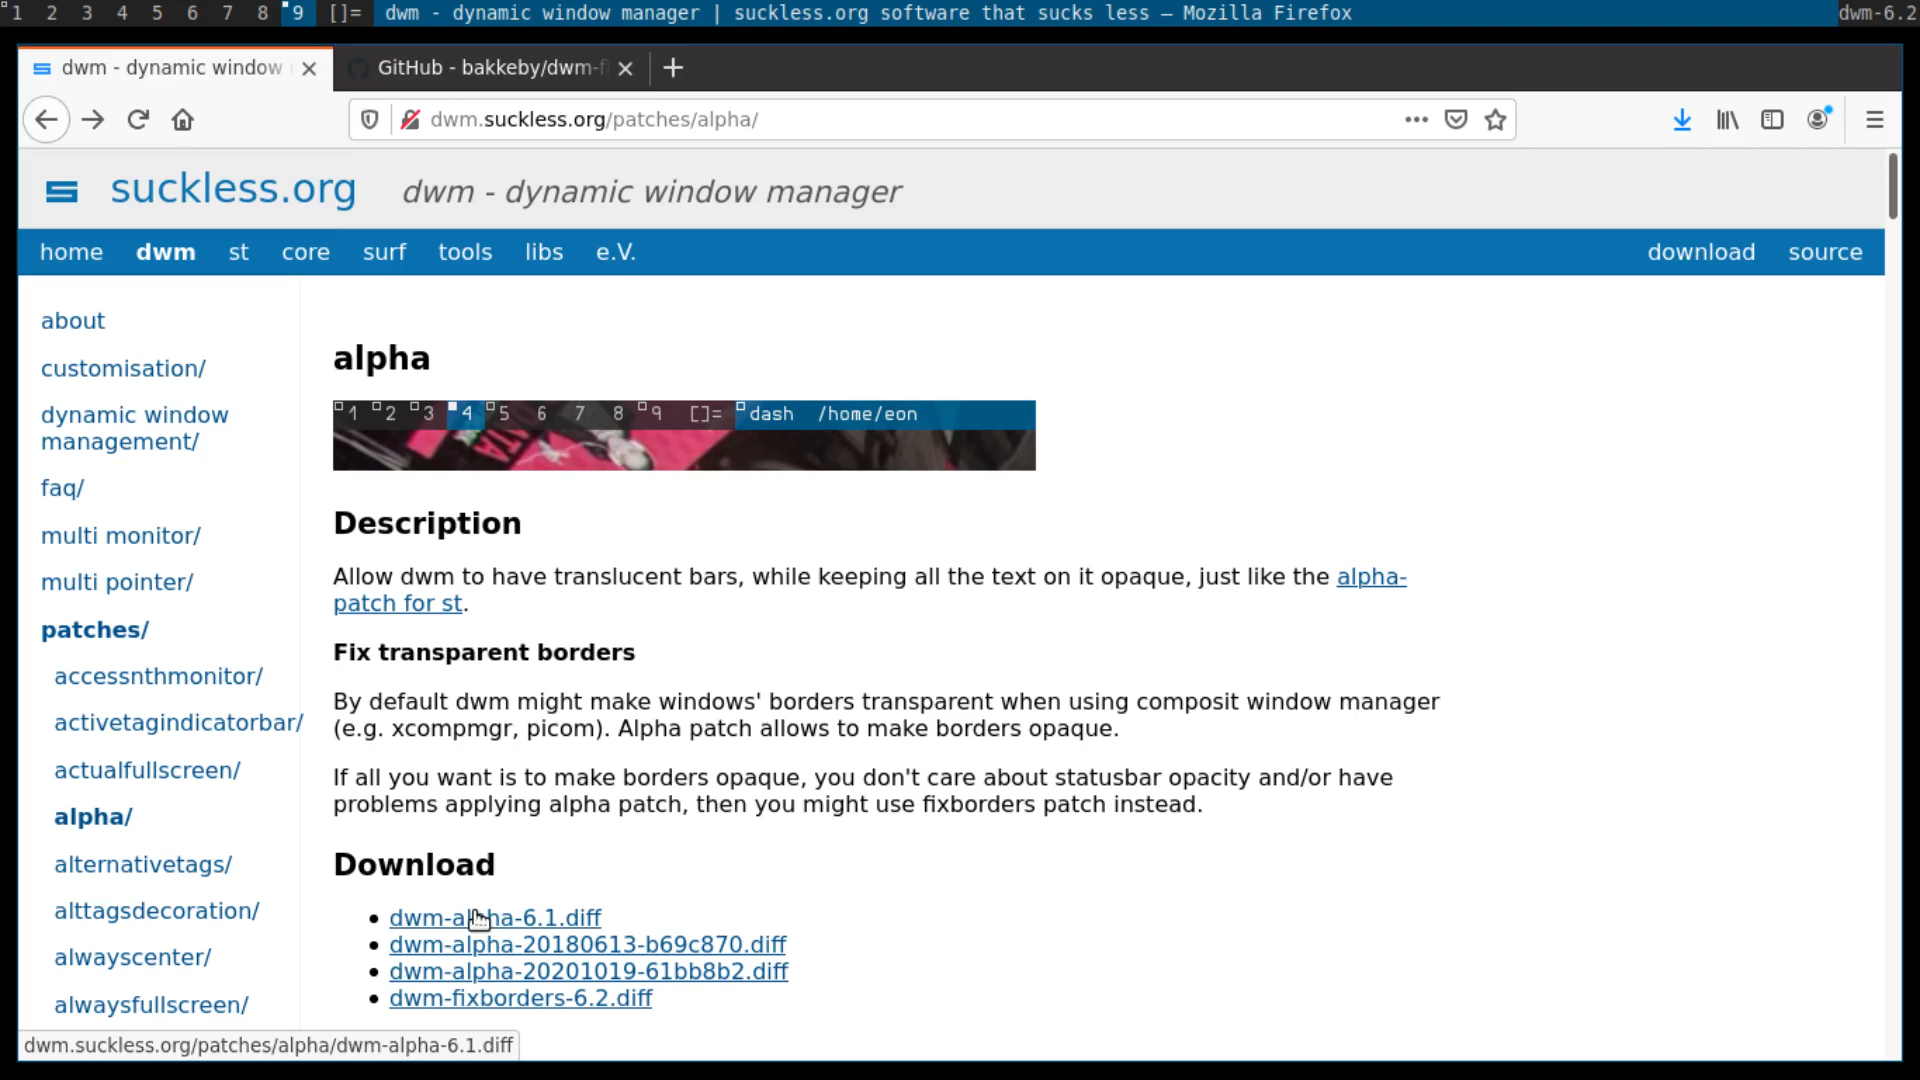 1 2 3 4 5 6 7 8 9 []= dwm - dynamic window manager | suckless.org software that sucks less — Mozilla Firefox dwm-6.2
dwm - dynamic window
GitHub - bakkeby/dwm-f
dwm.suckless.org/patches/alpha/
suckless.org dwm - dynamic window manager
home dwm st core surf tools libs e.V. download source
about
customisation/
dynamic window
management/
faq/
multi monitor/
multi pointer/
patches/
accessnthmonitor/
activetagindicatorbar/
actualfullscreen/
alpha/
alternativetags/
alttagsdecoration/
alwayscenter/
alwaysfullscreen/
alpha
1 2 3 4 5 6 7 8 9 []= dash /home/eon
Description
Allow dwm to have translucent bars, while keeping all the text on it opaque, just like the alpha-
patch for st.
Fix transparent borders
By default dwm might make windows' borders transparent when using composit window manager
(e.g. xcompmgr, picom). Alpha patch allows to make borders opaque.
If all you want is to make borders opaque, you don't care about statusbar opacity and/or have
problems applying alpha patch, then you might use fixborders patch instead.
Download
dwm-alpha-6.1.diff
dwm-alpha-20180613-b69c870.diff
dwm-alpha-20201019-61bb8b2.diff
dwm-fixborders-6.2.diff
dwm.suckless.org/patches/alpha/dwm-alpha-6.1.diff